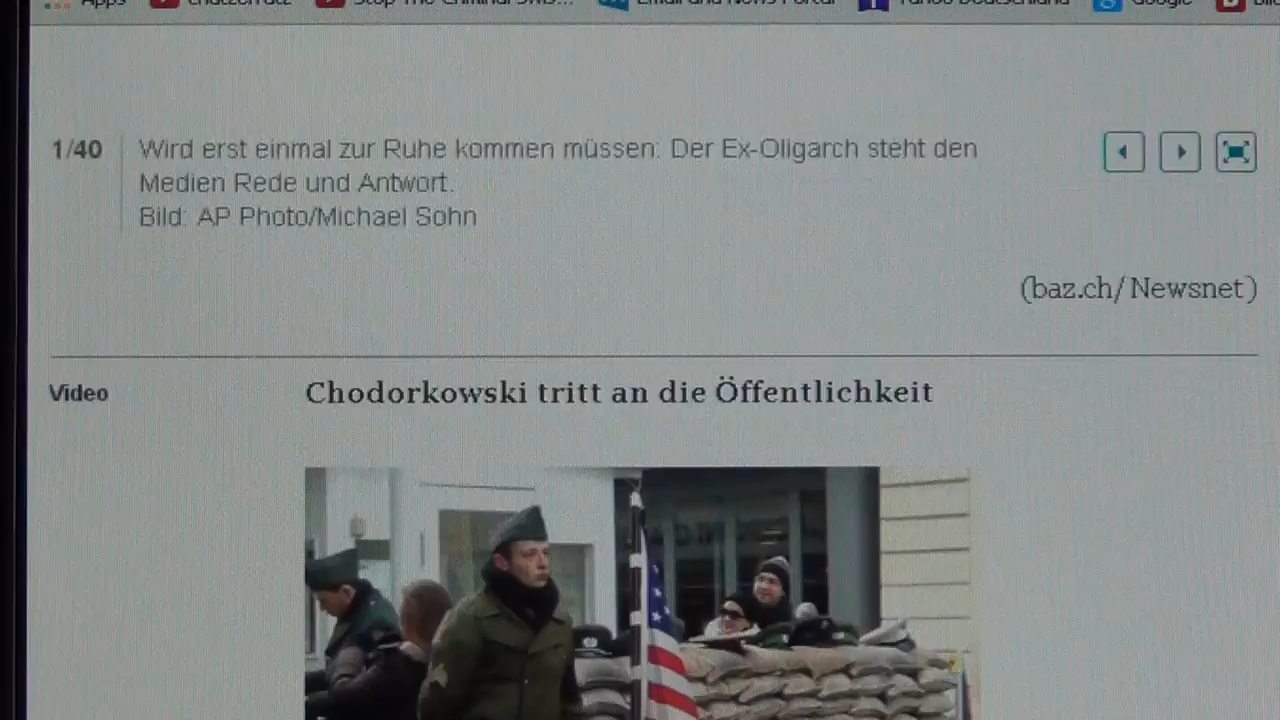 Apps
1/40
Wird erst einmal zur Ruhe kommen müssen: Der Ex-Oligarch steht den
Medien Rede und Antwort.
Bild: AP Photo/Michael Sohn
(baz.ch/Newsnet)
Video
Chodorkowski tritt an die Öffentlichkeit